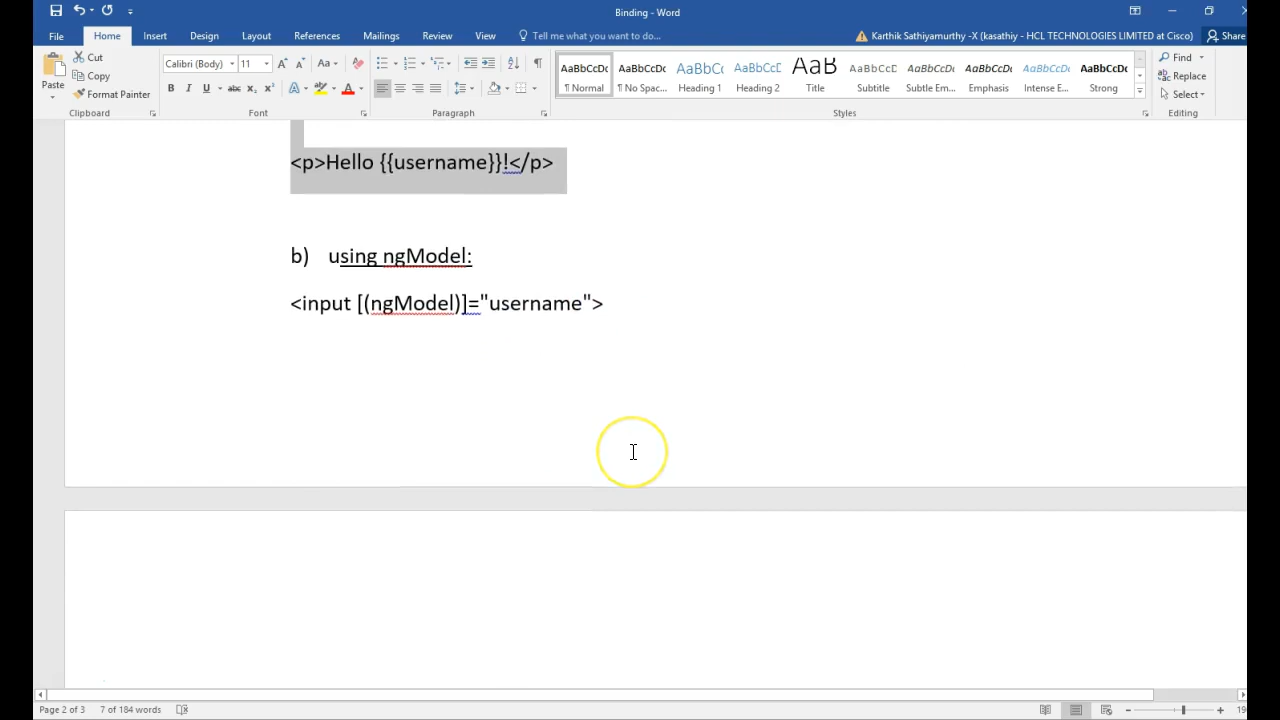 Binding - Word
File Home Insert Design Layout References Mailings Review View Tell me what you want to do... Karthik Sathiyamurthy -X (kasathiy - HCL TECHNOLOGIES LIMITED at Cisco) Share
Paste
Cut
Copy
Format Painter
Clipboard
Calibri (Body) 11
Font
Paragraph
AaBbCcDc AaBbCcDc AaBbCc AaBbCcD AaB AaBbCcD AaBbCcDc AaBbCcDc AaBbCcDc AaBbCcDc
¶ Normal ¶ No Spac... Heading 1 Heading 2 Title Subtitle Subtle Em... Emphasis Intense E... Strong
Styles
Find
Replace
Select
Editing
<p>Hello {{username}}!</p>
b) using ngModel:
<input [(ngModel)]="username">
Page 2 of 3 7 of 184 words